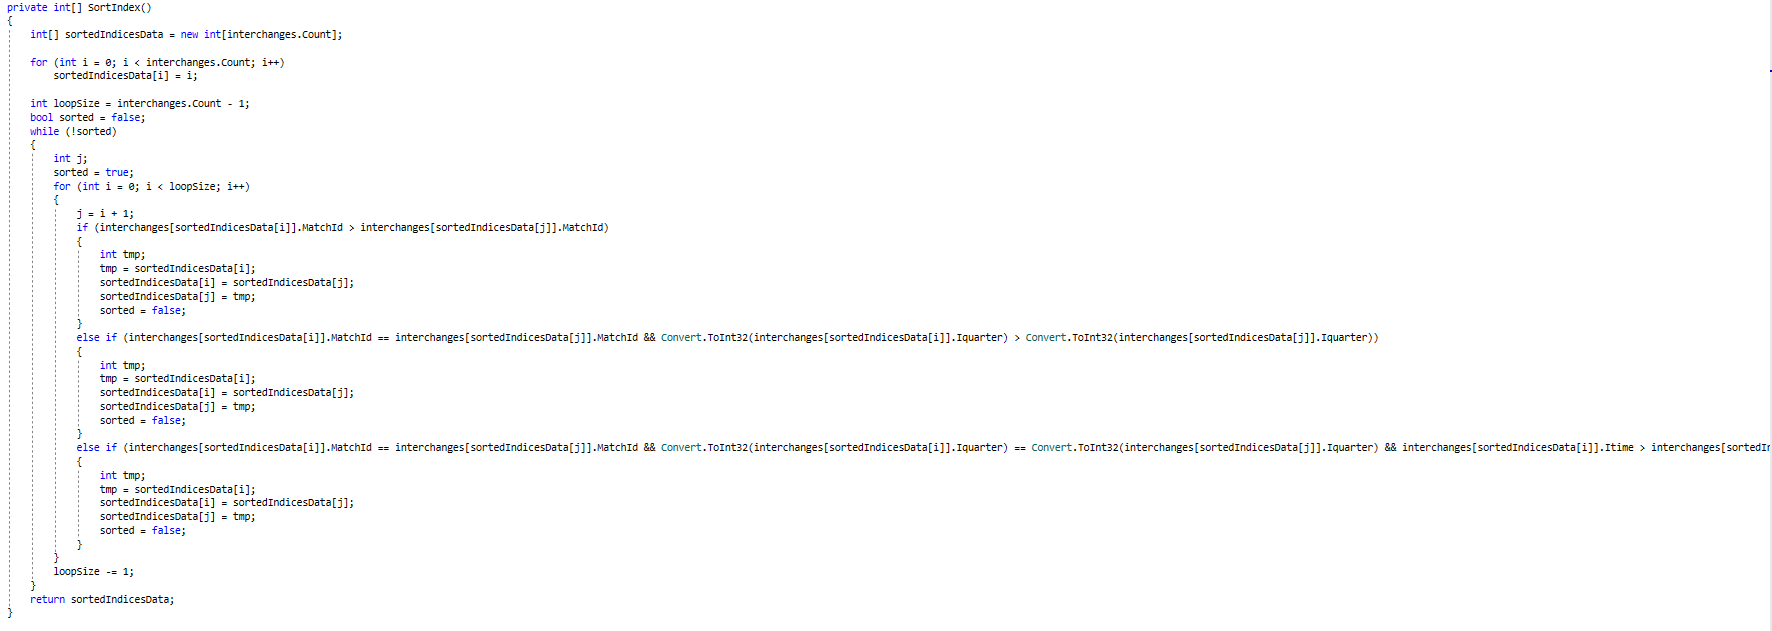 private int[] SortIndex()
{
int[] sortedIndicesData = new int[interchanges.Count];
for (int i = 0; i < interchanges.Count; i++)
sortedIndicesData[i] = i;
int loopSize = interchanges.Count - 1;
bool sorted = false;
while (!sorted)
{
int j;
sorted = true;
for (int i = 0; i < loopSize; i++)
{
j = i + 1;
if (interchanges[sortedIndicesData[i]].MatchId > interchanges[sortedIndicesData[j]].MatchId)
{
int tmp;
tmp = sortedIndicesData[i];
sortedIndicesData[i] = sortedIndicesData[j];
sortedIndicesData[j] = tmp;
sorted = false;
}
else if (interchanges[sortedIndicesData[i]].MatchId == interchanges[sortedIndicesData[j]].MatchId && Convert.ToInt32(interchanges[sortedIndicesData[i]].Iquarter) > Convert.ToInt32(interchanges[sortedIndicesData[j]].Iquarter))
{
int tmp;
tmp = sortedIndicesData[i];
sortedIndicesData[i] = sortedIndicesData[j];
sortedIndicesData[j] = tmp;
sorted = false;
}
else if (interchanges[sortedIndicesData[i]].MatchId == interchanges[sortedIndicesData[j]].MatchId && Convert.ToInt32(interchanges[sortedIndicesData[i]].Iquarter) == Convert.ToInt32(interchanges[sortedIndicesData[j]].Iquarter) && interchanges[sortedIndicesData[i]].Itime > interchanges[sortedIn
{
int tmp;
tmp = sortedIndicesData[i];
sortedIndicesData[i] = sortedIndicesData[j];
sortedIndicesData[j] = tmp;
sorted = false;
}
}
loopSize -= 1;
}
return sortedIndicesData;
}